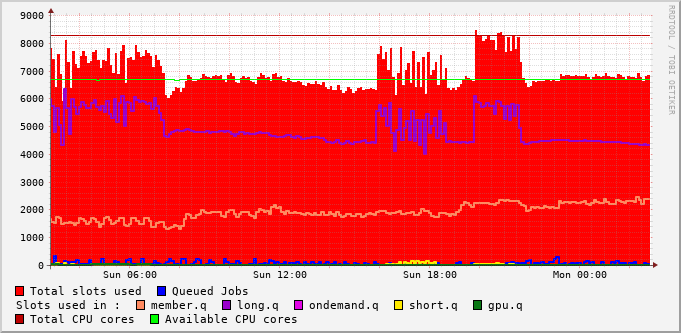 9000
8000
7000
6000
5000
4000
3000
2000
1000
0
Sun 06:00 Sun 12:00 Sun 18:00 Mon 00:00
Total slots used Queued Jobs
Slots used in : member.q long.q ondemand.q short.q gpu.q
Total CPU cores Available CPU cores
RRDTOOL / TOBI OETIKER